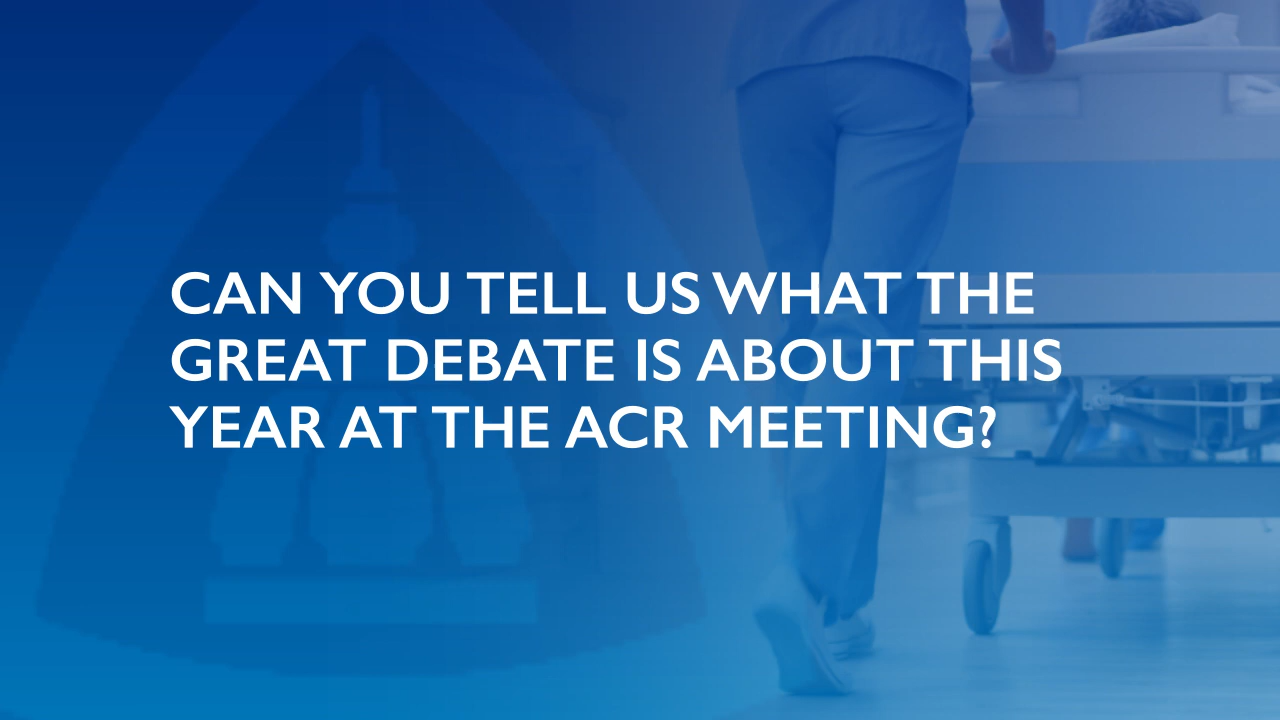 CAN YOU TELL US WHAT THE
GREAT DEBATE IS ABOUT THIS
YEAR AT THE ACR MEETING?